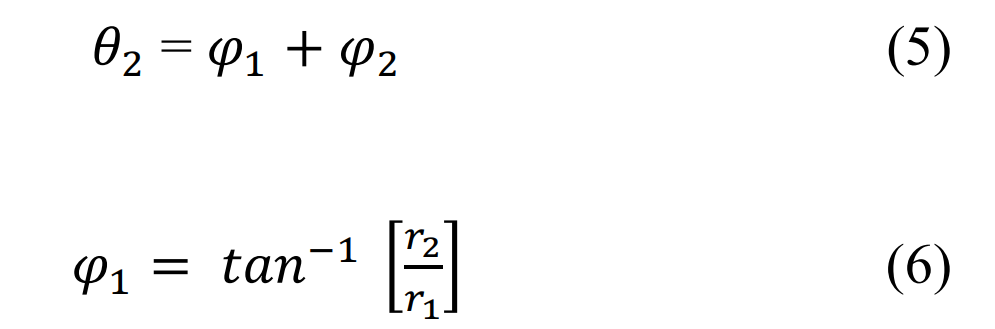 θ₂ = φ₁ + φ₂ (5)
φ₁ = tan⁻¹ [r₂/r₁] (6)